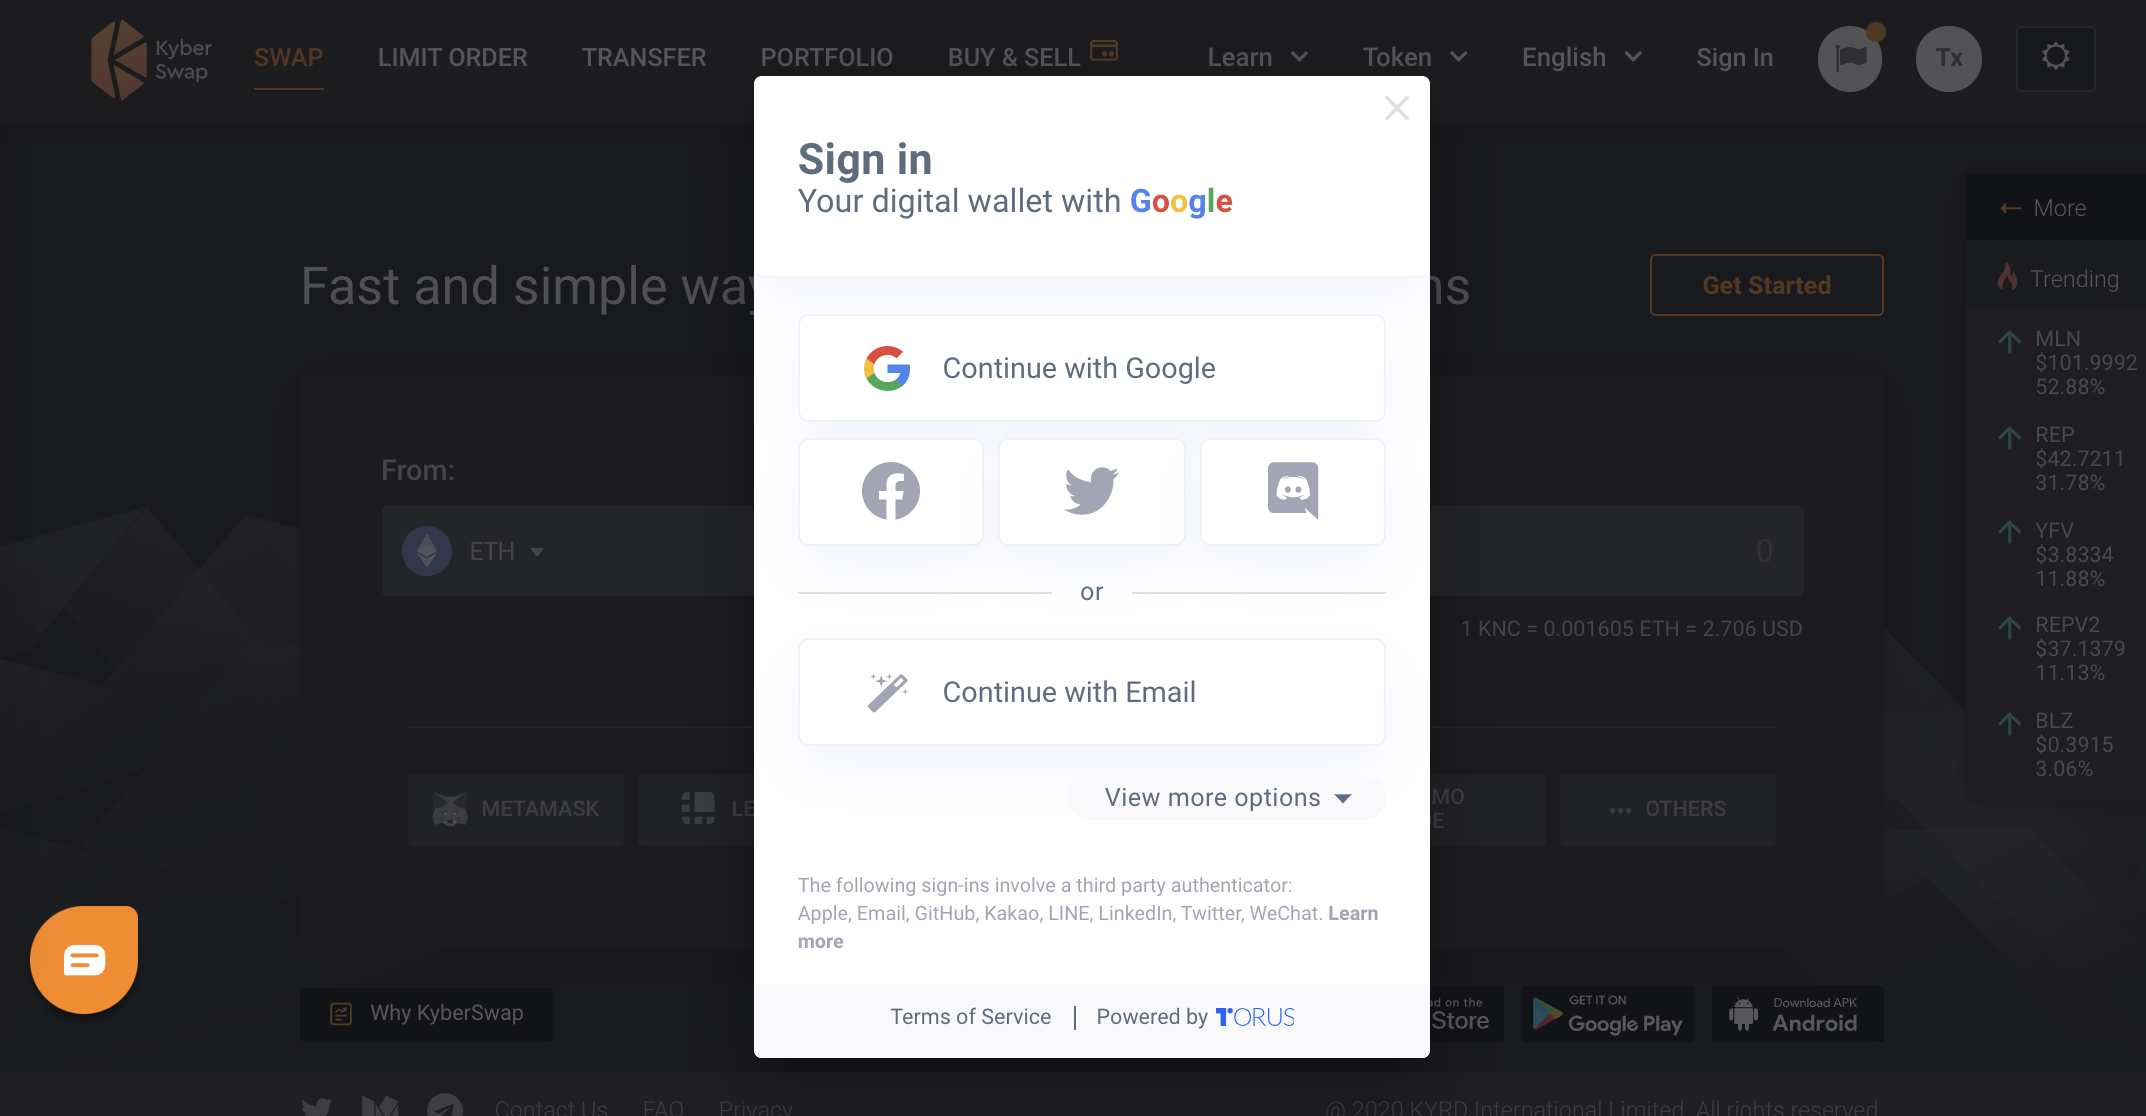 Kyber
Swap
SWAP
LIMIT ORDER
TRANSFER
PORTFOLIO
BUY & SELL
Learn
Token
English
Sign In
Tx
Sign in
Your digital wallet with Google
Fast and simple
Get Started
More
Trending
MLN
$101.9992
52.88%
REP
$42.7211
31.78%
YFV
$3.8334
11.88%
REPV2
$37.1379
11.13%
BLZ
$0.3915
3.06%
Continue with Google
From:
ETH
0
or
1 KNC = 0.001605 ETH = 2.706 USD
Continue with Email
View more options
METAMASK
OTHERS
The following sign-ins involve a third party authenticator:
Apple, Email, GitHub, Kakao, LINE, LinkedIn, Twitter, WeChat. Learn
more
Terms of Service | Powered by TORUS
Why KyberSwap
on the
Store
GET IT ON
Google Play
Download APK
Android
Contact Us
FAQ
Privacy
@ 2020 KYRD International Limited. All rights reserved.